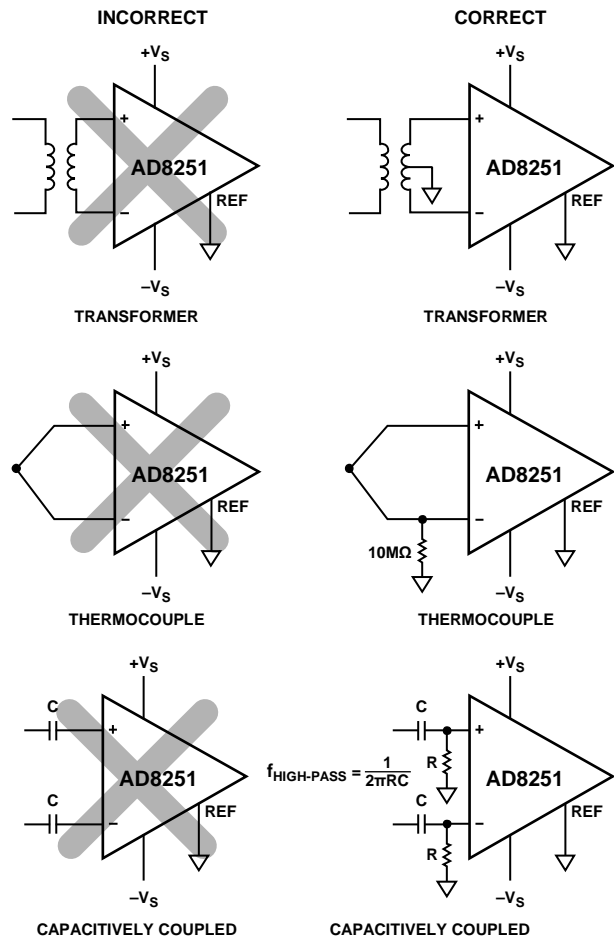 INCORRECT
CORRECT
+VS
+
AD8251
−
REF
−VS
TRANSFORMER
+VS
+
AD8251
−
REF
−VS
TRANSFORMER
+VS
+
AD8251
−
REF
−VS
THERMOCOUPLE
+VS
+
AD8251
−
REF
10MΩ
−VS
THERMOCOUPLE
+VS
C
+
AD8251
C
−
REF
−VS
CAPACITIVELY COUPLED
fHIGH-PASS = 1
2πRC
+VS
C
+
R
AD8251
C
−
REF
R
−VS
CAPACITIVELY COUPLED